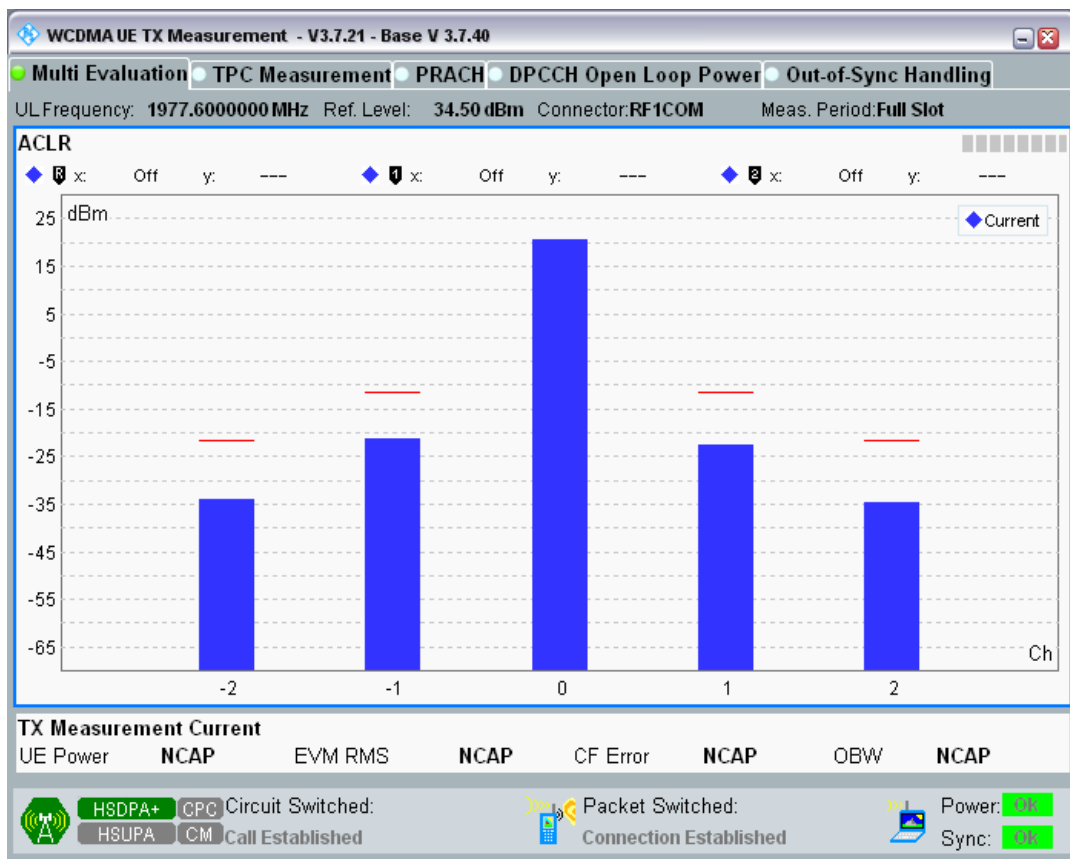 WCDMA UE TX Measurement - V3.7.21 - Base V 3.7.40
Multi Evaluation TPC Measurement PRACH DPCCH Open Loop Power Out-of-Sync Handling
UL Frequency: 1977.6000000 MHz Ref. Level: 34.50 dBm Connector:RF1COM Meas. Period:Full Slot
ACLR
R x: Off y: --- 1 x: Off y: --- 2 x: Off y: ---
dBm
Current
25
15
5
-5
-15
-25
-35
-45
-55
-65
Ch
-2 -1 0 1 2
TX Measurement Current
UE Power NCAP EVM RMS NCAP CF Error NCAP OBW NCAP
HSDPA+ CPC Circuit Switched: Packet Switched: Power: OK
HSUPA CM Call Established Connection Established Sync: OK